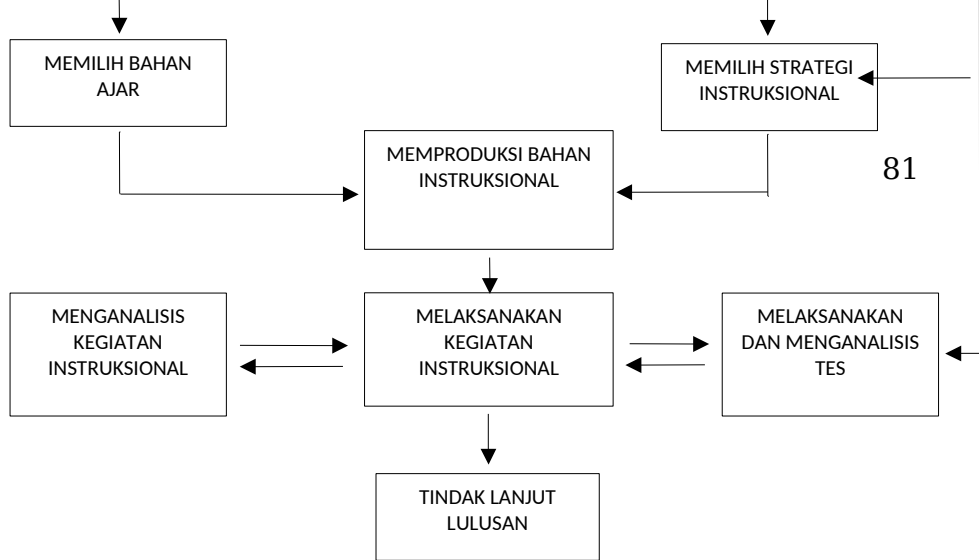 MEMILIH BAHAN
AJAR
MEMILIH STRATEGI
INSTRUKSIONAL
MEMPRODUKSI BAHAN
INSTRUKSIONAL
81
MENGANALISIS
KEGIATAN
INSTRUKSIONAL
MELAKSANAKAN
KEGIATAN
INSTRUKSIONAL
MELAKSANAKAN
DAN MENGANALISIS
TES
TINDAK LANJUT
LULUSAN